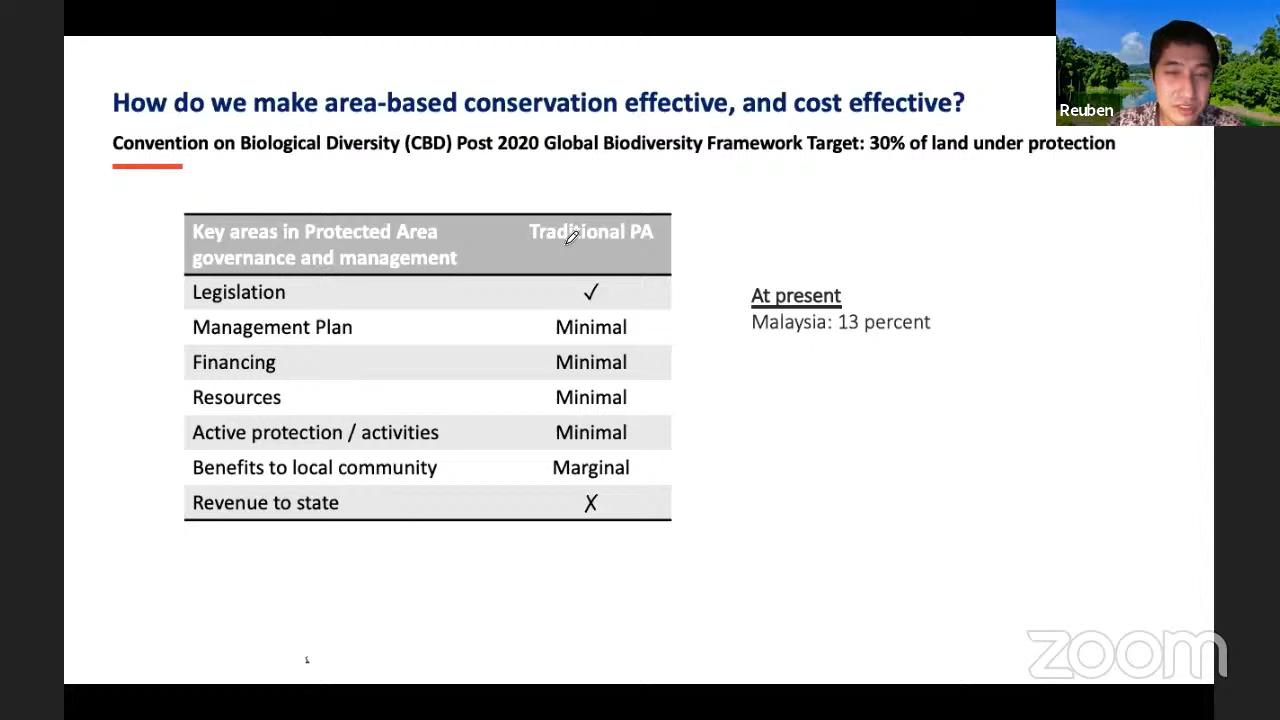 How do we make area-based conservation effective, and cost effective?
Reuben
Convention on Biological Diversity (CBD) Post 2020 Global Biodiversity Framework Target: 30% of land under protection
Key areas in Protected Area Traditional PA
governance and management
Legislation ✓
Management Plan Minimal
Financing Minimal
Resources Minimal
Active protection / activities Minimal
Benefits to local community Marginal
Revenue to state X
At present
Malaysia: 13 percent
zoom